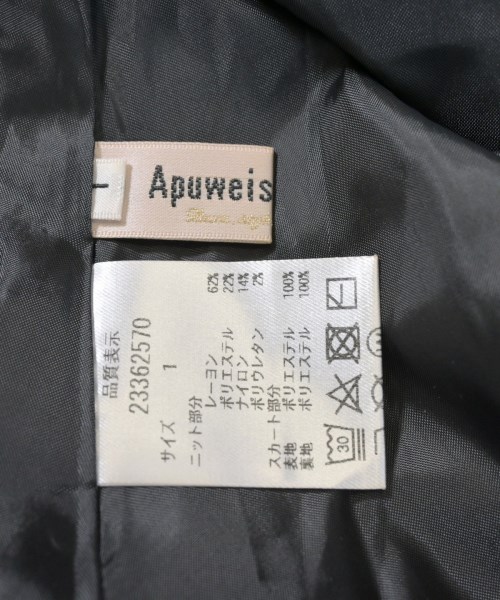 Apuweis
品質表示
23362570
サイズ 1
ニット部分
レーヨン 62%
ポリエステル 22%
ナイロン 14%
ポリウレタン 2%
スカート部分
表地 ポリエステル 100%
裏地 ポリエステル 100%
30